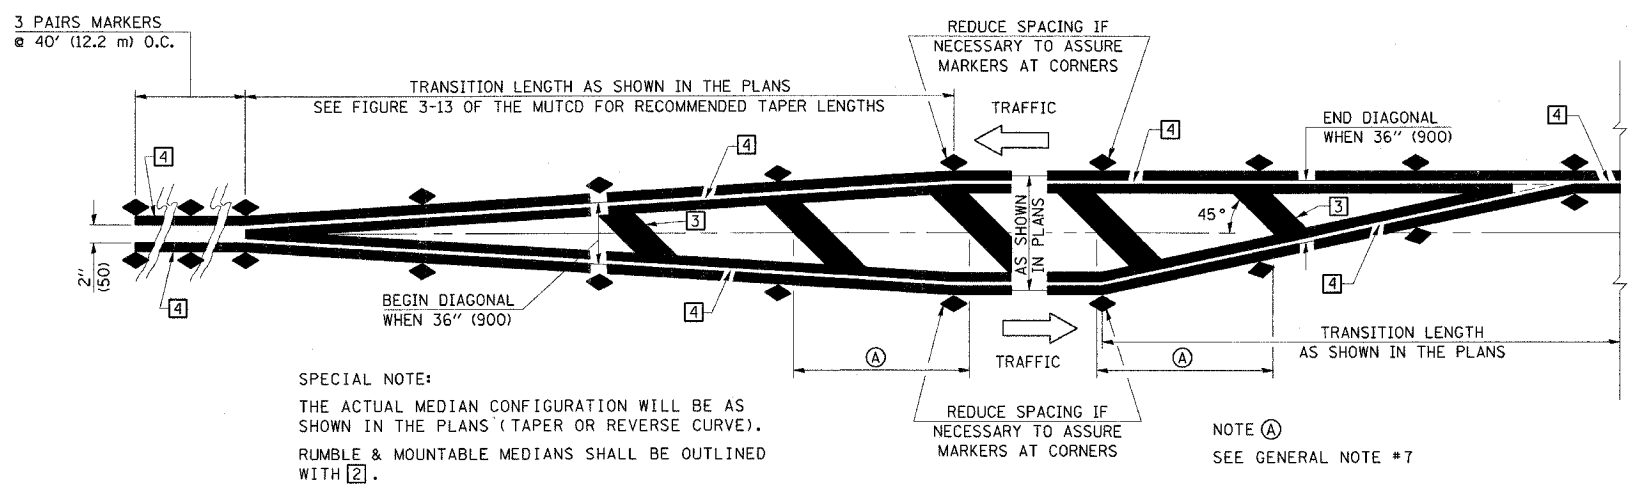 3 PAIRS MARKERS
@ 40' (12.2 m) O.C.
TRANSITION LENGTH AS SHOWN IN THE PLANS
SEE FIGURE 3-13 OF THE MUTCD FOR RECOMMENDED TAPER LENGTHS
REDUCE SPACING IF
NECESSARY TO ASSURE
MARKERS AT CORNERS
TRAFFIC
END DIAGONAL
WHEN 36" (900)
4
4
4
4
4
3
3
45°
AS SHOWN
IN PLANS
2"
(50)
4
4
4
BEGIN DIAGONAL
WHEN 36" (900)
TRAFFIC
A
A
TRANSITION LENGTH
AS SHOWN IN THE PLANS
SPECIAL NOTE:
THE ACTUAL MEDIAN CONFIGURATION WILL BE AS
SHOWN IN THE PLANS (TAPER OR REVERSE CURVE).
RUMBLE & MOUNTABLE MEDIANS SHALL BE OUTLINED
WITH 2.
REDUCE SPACING IF
NECESSARY TO ASSURE
MARKERS AT CORNERS
NOTE A
SEE GENERAL NOTE #7